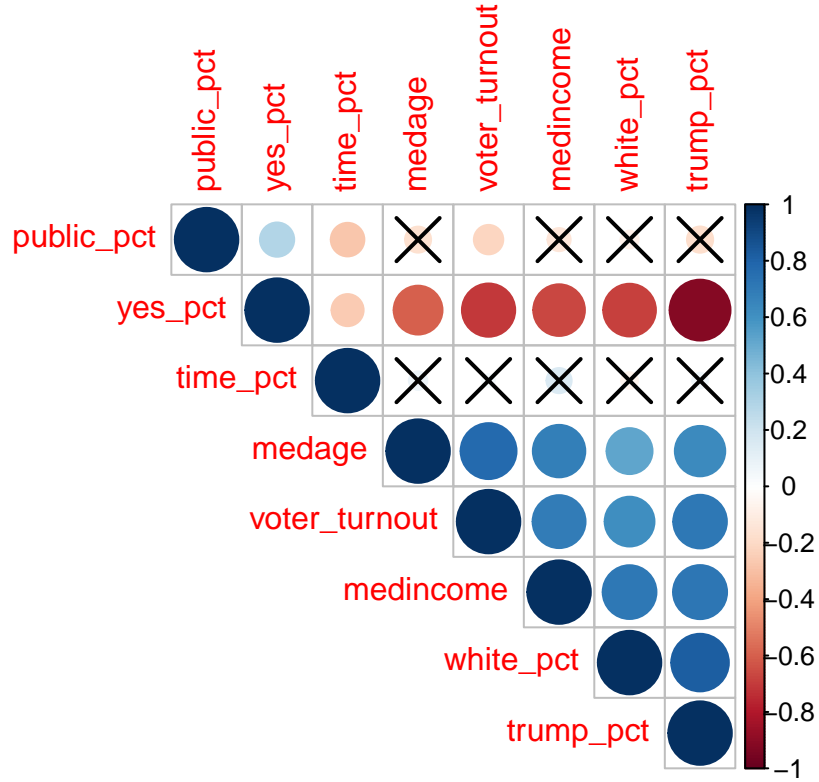 public_pct
yes_pct
time_pct
medage
voter_turnout
medincome
white_pct
trump_pct
public_pct
yes_pct
time_pct
medage
voter_turnout
medincome
white_pct
trump_pct
1
0.8
0.6
0.4
0.2
0
−0.2
−0.4
−0.6
−0.8
−1